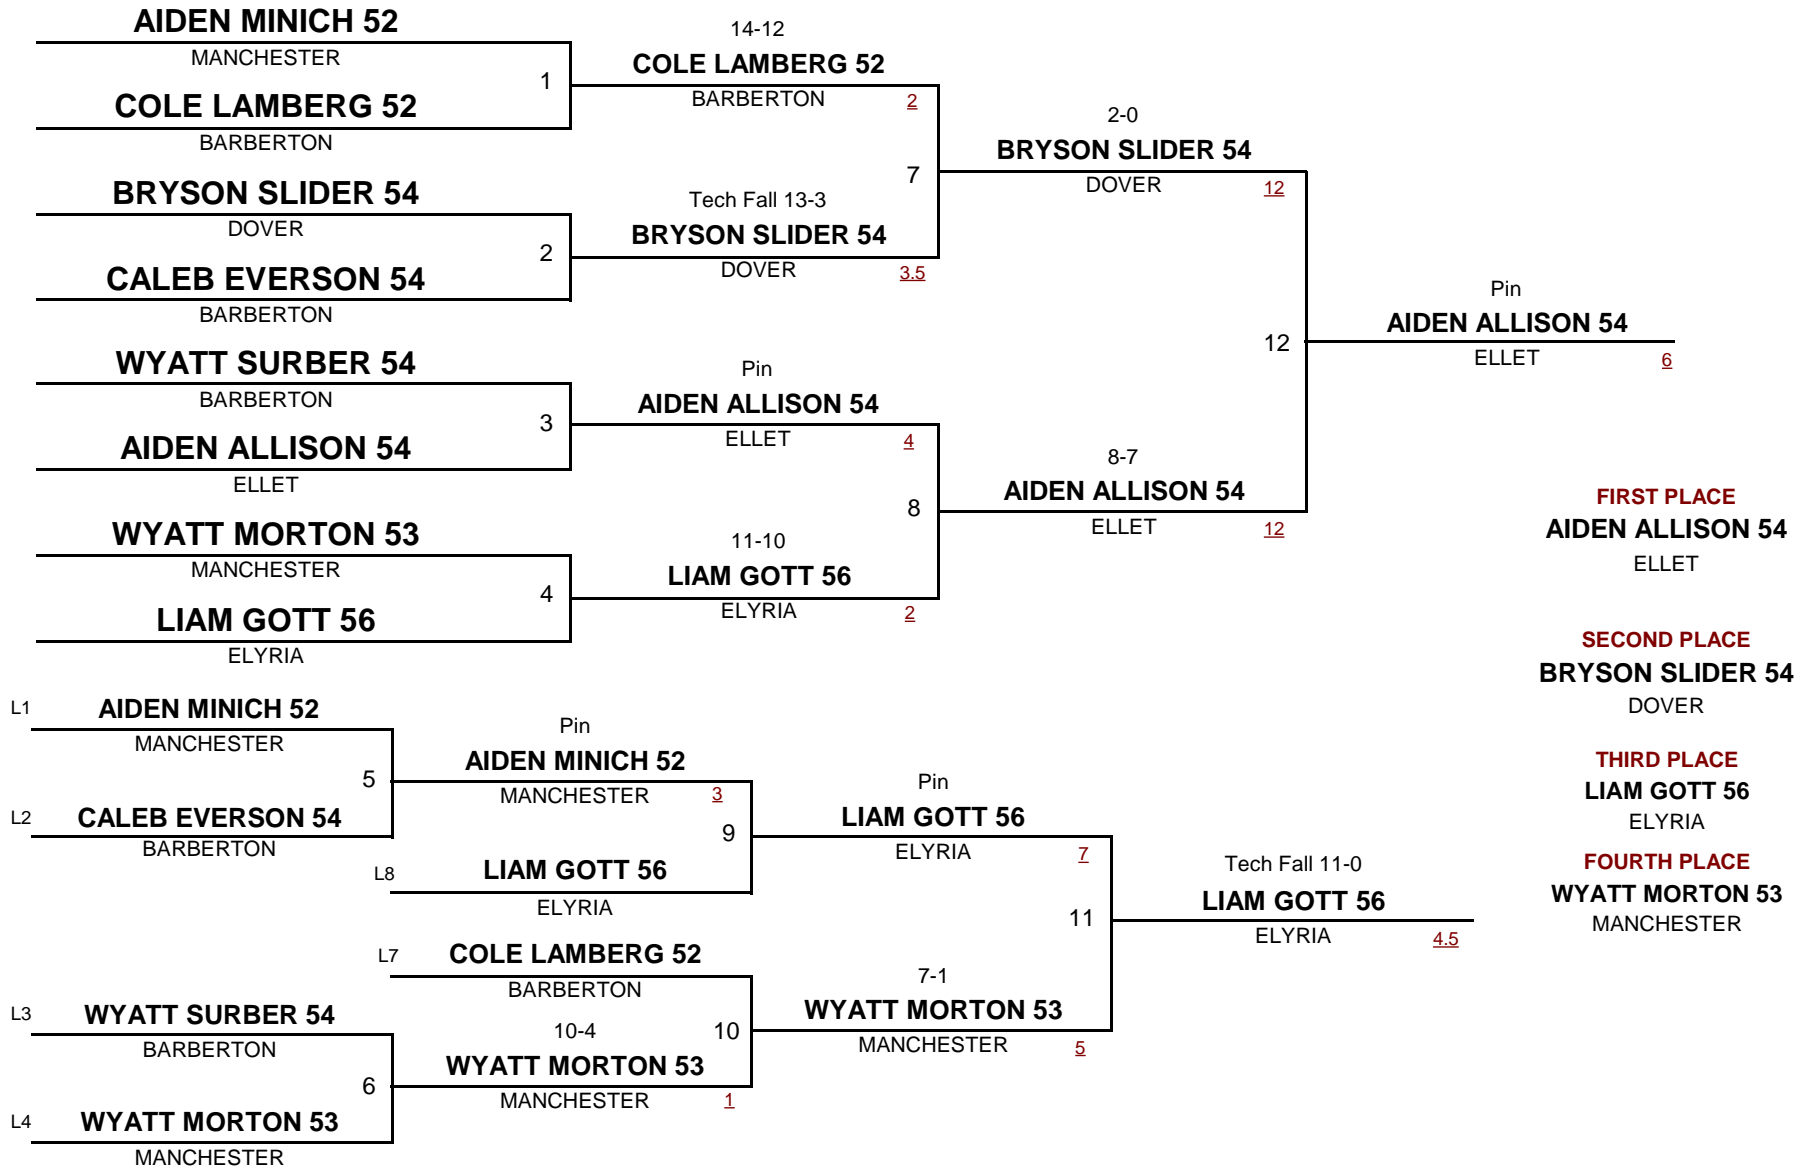 AIDEN MINICH 52
MANCHESTER
1
COLE LAMBERG 52
BARBERTON
BRYSON SLIDER 54
DOVER
2
CALEB EVERSON 54
BARBERTON
WYATT SURBER 54
BARBERTON
3
AIDEN ALLISON 54
ELLET
WYATT MORTON 53
MANCHESTER
4
LIAM GOTT 56
ELYRIA
14-12
COLE LAMBERG 52
BARBERTON 2
7
Tech Fall 13-3
BRYSON SLIDER 54
DOVER 3.5
Pin
AIDEN ALLISON 54
ELLET 4
8
11-10
LIAM GOTT 56
ELYRIA 2
2-0
BRYSON SLIDER 54
DOVER 12
12
8-7
AIDEN ALLISON 54
ELLET 12
Pin
AIDEN ALLISON 54
ELLET 6
L1 AIDEN MINICH 52
MANCHESTER
5
L2 CALEB EVERSON 54
BARBERTON
L3 WYATT SURBER 54
BARBERTON
6
L4 WYATT MORTON 53
MANCHESTER
Pin
AIDEN MINICH 52
MANCHESTER 3
9
L8 LIAM GOTT 56
ELYRIA
L7 COLE LAMBERG 52
BARBERTON
10-4 10
WYATT MORTON 53
MANCHESTER 1
Pin
LIAM GOTT 56
ELYRIA 7
11
7-1
WYATT MORTON 53
MANCHESTER 5
Tech Fall 11-0
LIAM GOTT 56
ELYRIA 4.5
FIRST PLACE
AIDEN ALLISON 54
ELLET
SECOND PLACE
BRYSON SLIDER 54
DOVER
THIRD PLACE
LIAM GOTT 56
ELYRIA
FOURTH PLACE
WYATT MORTON 53
MANCHESTER